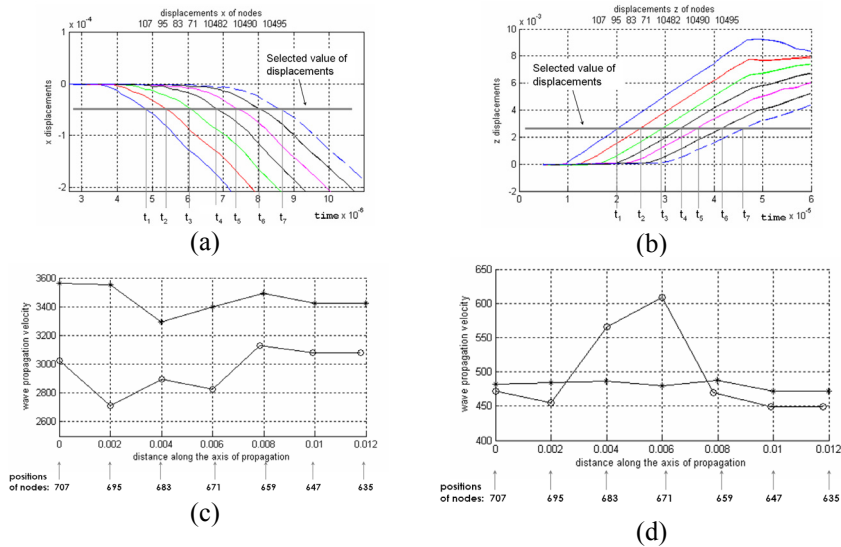 displacements x of nodes
107 95 83 71 10482 10490 10495
x 10⁻⁴
1
0
-1
-2
x displacements
Selected value of
displacements
3 4 5 6 7 8 9 10
t₁ t₂ t₃ t₄ t₅ t₆ t₇
time x 10⁻⁶
(a)
displacements z of nodes
107 95 83 71 10482 10490 10495
x 10⁻³
10
8
6
4
2
0
-2
z displacements
Selected value of
displacements
0 1 2 3 4 5 6
t₁ t₂ t₃ t₄ t₅ t₆ t₇
time x 10⁻⁵
(b)
3600
3400
3200
3000
2800
2600
wave propagation velocity
0 0.002 0.004 0.006 0.008 0.01 0.012
distance along the axis of propagation
positions
of nodes: 707 695 683 671 659 647 635
(c)
650
600
550
500
450
400
wave propagation velocity
0 0.002 0.004 0.006 0.008 0.01 0.012
distance along the axis of propagation
positions
of nodes: 707 695 683 671 659 647 635
(d)